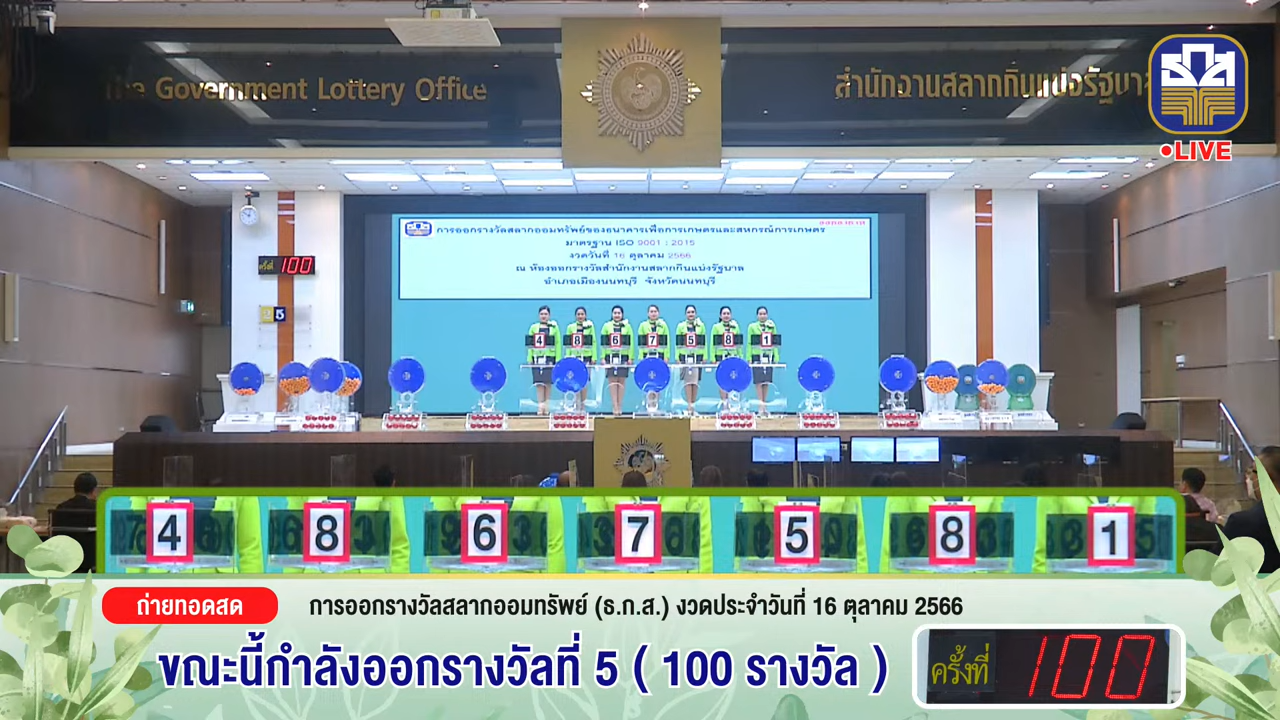 The Government Lottery Office
สำนักงานสลากกินแบ่งรัฐบาล
ธกส
LIVE
การออกรางวัลสลากออมทรัพย์ของธนาคารเพื่อการเกษตรและสหกรณ์การเกษตร
มาตรฐาน ISO 9001 : 2015
งวดวันที่ 16 ตุลาคม 2566
ณ ห้องออกรางวัลสำนักงานสลากกินแบ่งรัฐบาล
อำเภอเมืองนนทบุรี จังหวัดนนทบุรี
ครั้งที่ 100
5
4 8 6 7 5 8 1
4 8 6 7 5 8 1
ถ่ายทอดสด
การออกรางวัลสลากออมทรัพย์ (ธ.ก.ส.) งวดประจำวันที่ 16 ตุลาคม 2566
ขณะนี้กำลังออกรางวัลที่ 5 ( 100 รางวัล )
ครั้งที่ 100